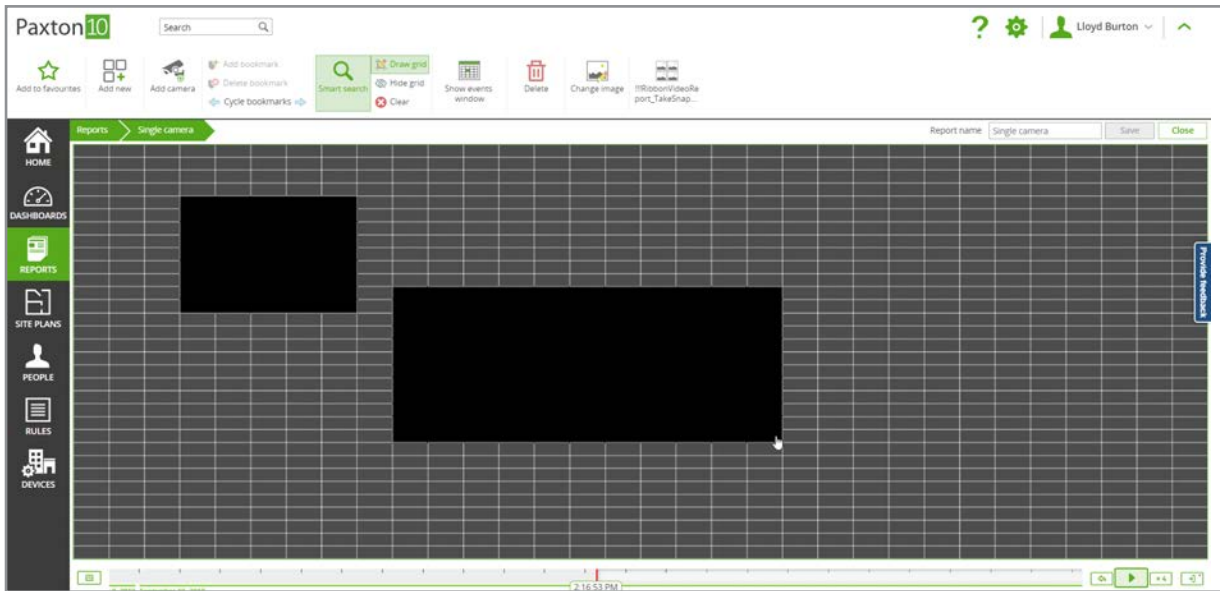 Paxton10
Search
Lloyd Burton
Add to favourites
Add new
Add camera
Add bookmark
Delete bookmark
Cycle bookmarks
Smart search
Draw grid
Hide grid
Clear
Show events
window
Delete
Change image
!!!RibbonVideoRe
port_TakeSnap...
Reports
Single camera
Report name
Single camera
Save
Close
HOME
DASHBOARDS
REPORTS
SITE PLANS
PEOPLE
RULES
DEVICES
Provide feedback
2:16:53 PM
x4